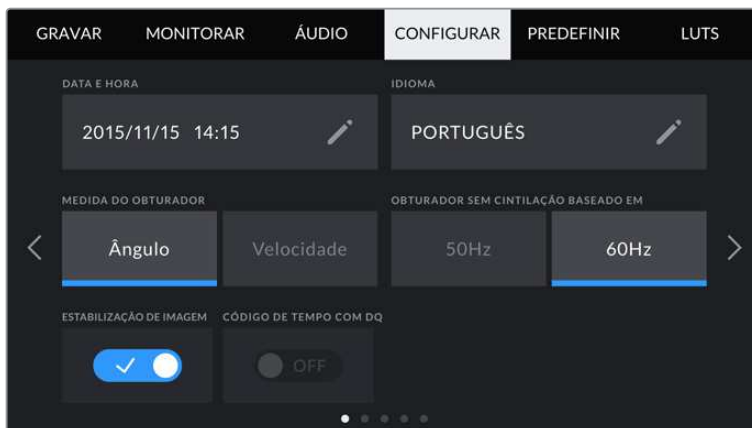 GRAVAR MONITORAR ÁUDIO CONFIGURAR PREDEFINIR LUTS
DATA E HORA IDIOMA
2015/11/15 14:15 PORTUGUÊS
MEDIDA DO OBTURADOR OBTURADOR SEM CINTILAÇÃO BASEADO EM
Ângulo Velocidade 50Hz 60Hz
ESTABILIZAÇÃO DE IMAGEM CÓDIGO DE TEMPO COM DQ
OFF